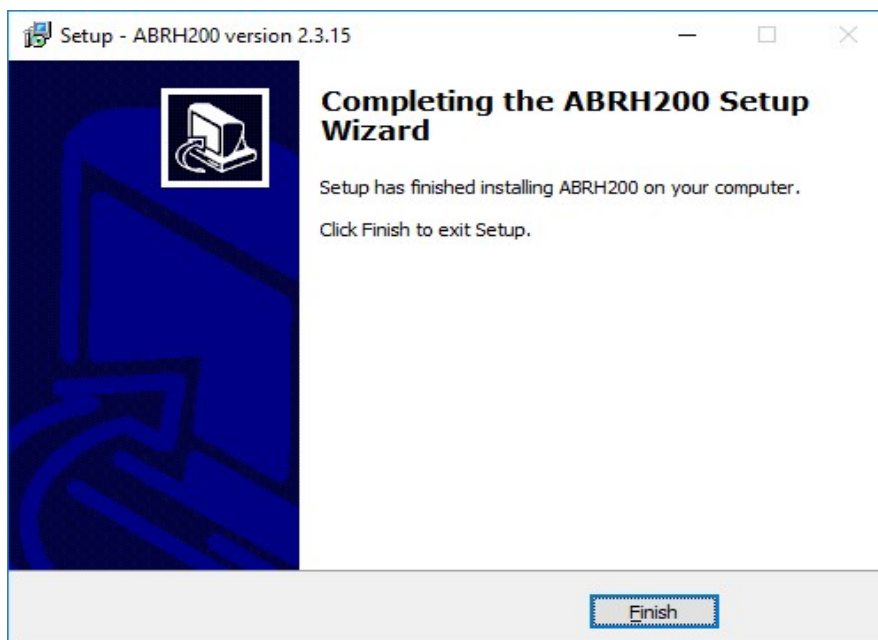 Setup - ABRH200 version 2.3.15
Completing the ABRH200 Setup
Wizard
Setup has finished installing ABRH200 on your computer.
Click Finish to exit Setup.
Finish